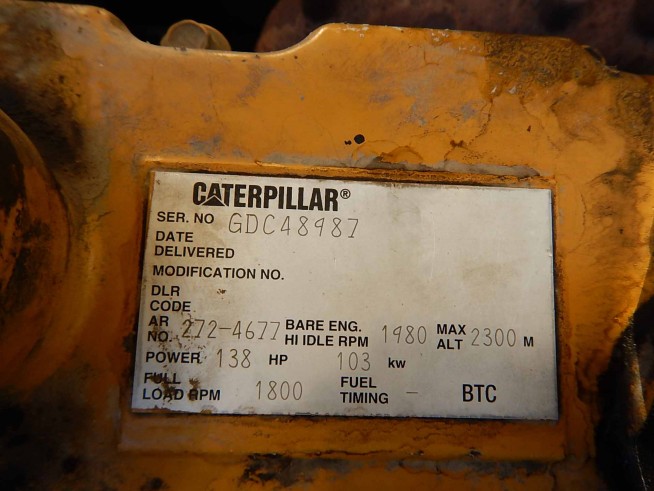 CATERPILLAR®
SER. NO GDC48987
DATE
DELIVERED
MODIFICATION NO.
DLR
CODE
AR
NO. 272-4677 BARE ENG. HI IDLE RPM 1980 MAX ALT 2300 M
POWER 138 HP 103 kw
FULL LOAD RPM 1800 FUEL TIMING – BTC